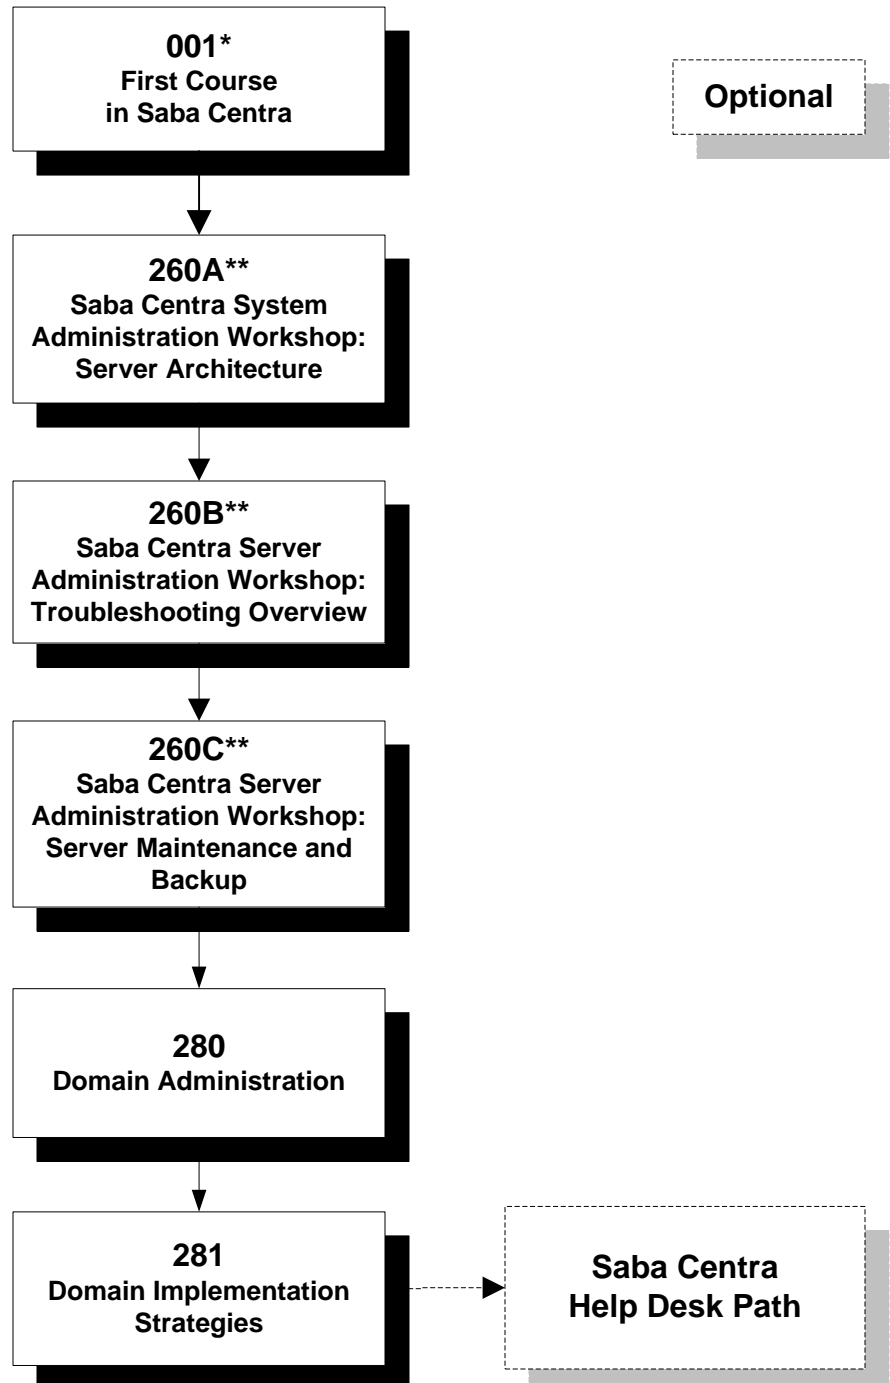 001*
First Course
in Saba Centra
Optional
260A**
Saba Centra System
Administration Workshop:
Server Architecture
260B**
Saba Centra Server
Administration Workshop:
Troubleshooting Overview
260C**
Saba Centra Server
Administration Workshop:
Server Maintenance and
Backup
280
Domain Administration
281
Domain Implementation
Strategies
Saba Centra
Help Desk Path